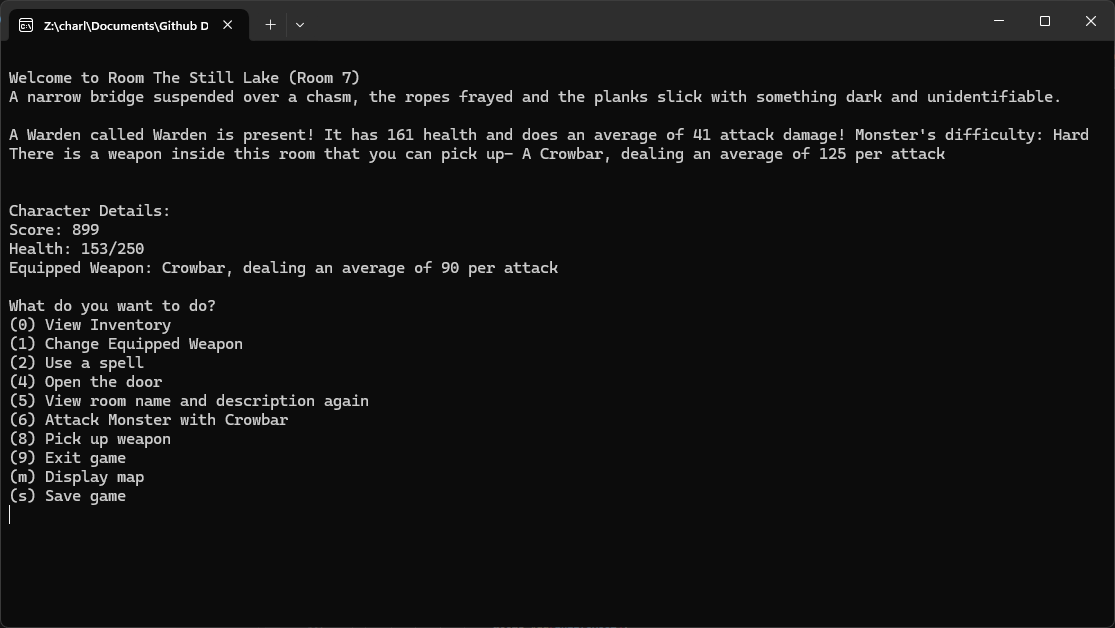 Z:\charl\Documents\Github D
Welcome to Room The Still Lake (Room 7)
A narrow bridge suspended over a chasm, the ropes frayed and the planks slick with something dark and unidentifiable.
A Warden called Warden is present! It has 161 health and does an average of 41 attack damage! Monster's difficulty: Hard
There is a weapon inside this room that you can pick up- A Crowbar, dealing an average of 125 per attack
Character Details:
Score: 899
Health: 153/250
Equipped Weapon: Crowbar, dealing an average of 90 per attack
What do you want to do?
(0) View Inventory
(1) Change Equipped Weapon
(2) Use a spell
(4) Open the door
(5) View room name and description again
(6) Attack Monster with Crowbar
(8) Pick up weapon
(9) Exit game
(m) Display map
(s) Save game